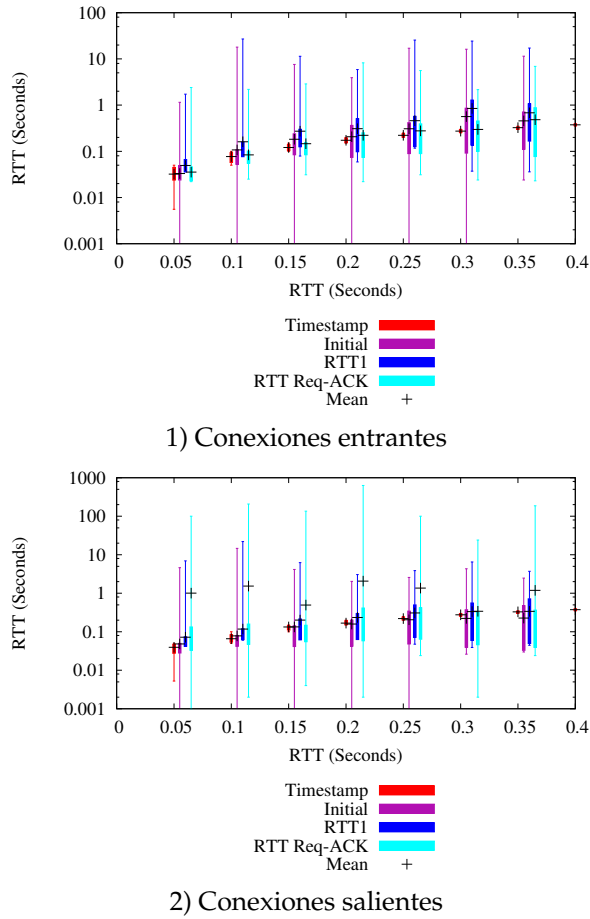 100
10
1
0.1
0.01
0.001
RTT (Seconds)
0 0.05 0.1 0.15 0.2 0.25 0.3 0.35 0.4
RTT (Seconds)
Timestamp
Initial
RTT1
RTT Req-ACK
Mean
1) Conexiones entrantes
1000
100
10
1
0.1
0.01
0.001
RTT (Seconds)
0 0.05 0.1 0.15 0.2 0.25 0.3 0.35 0.4
RTT (Seconds)
Timestamp
Initial
RTT1
RTT Req-ACK
Mean
2) Conexiones salientes